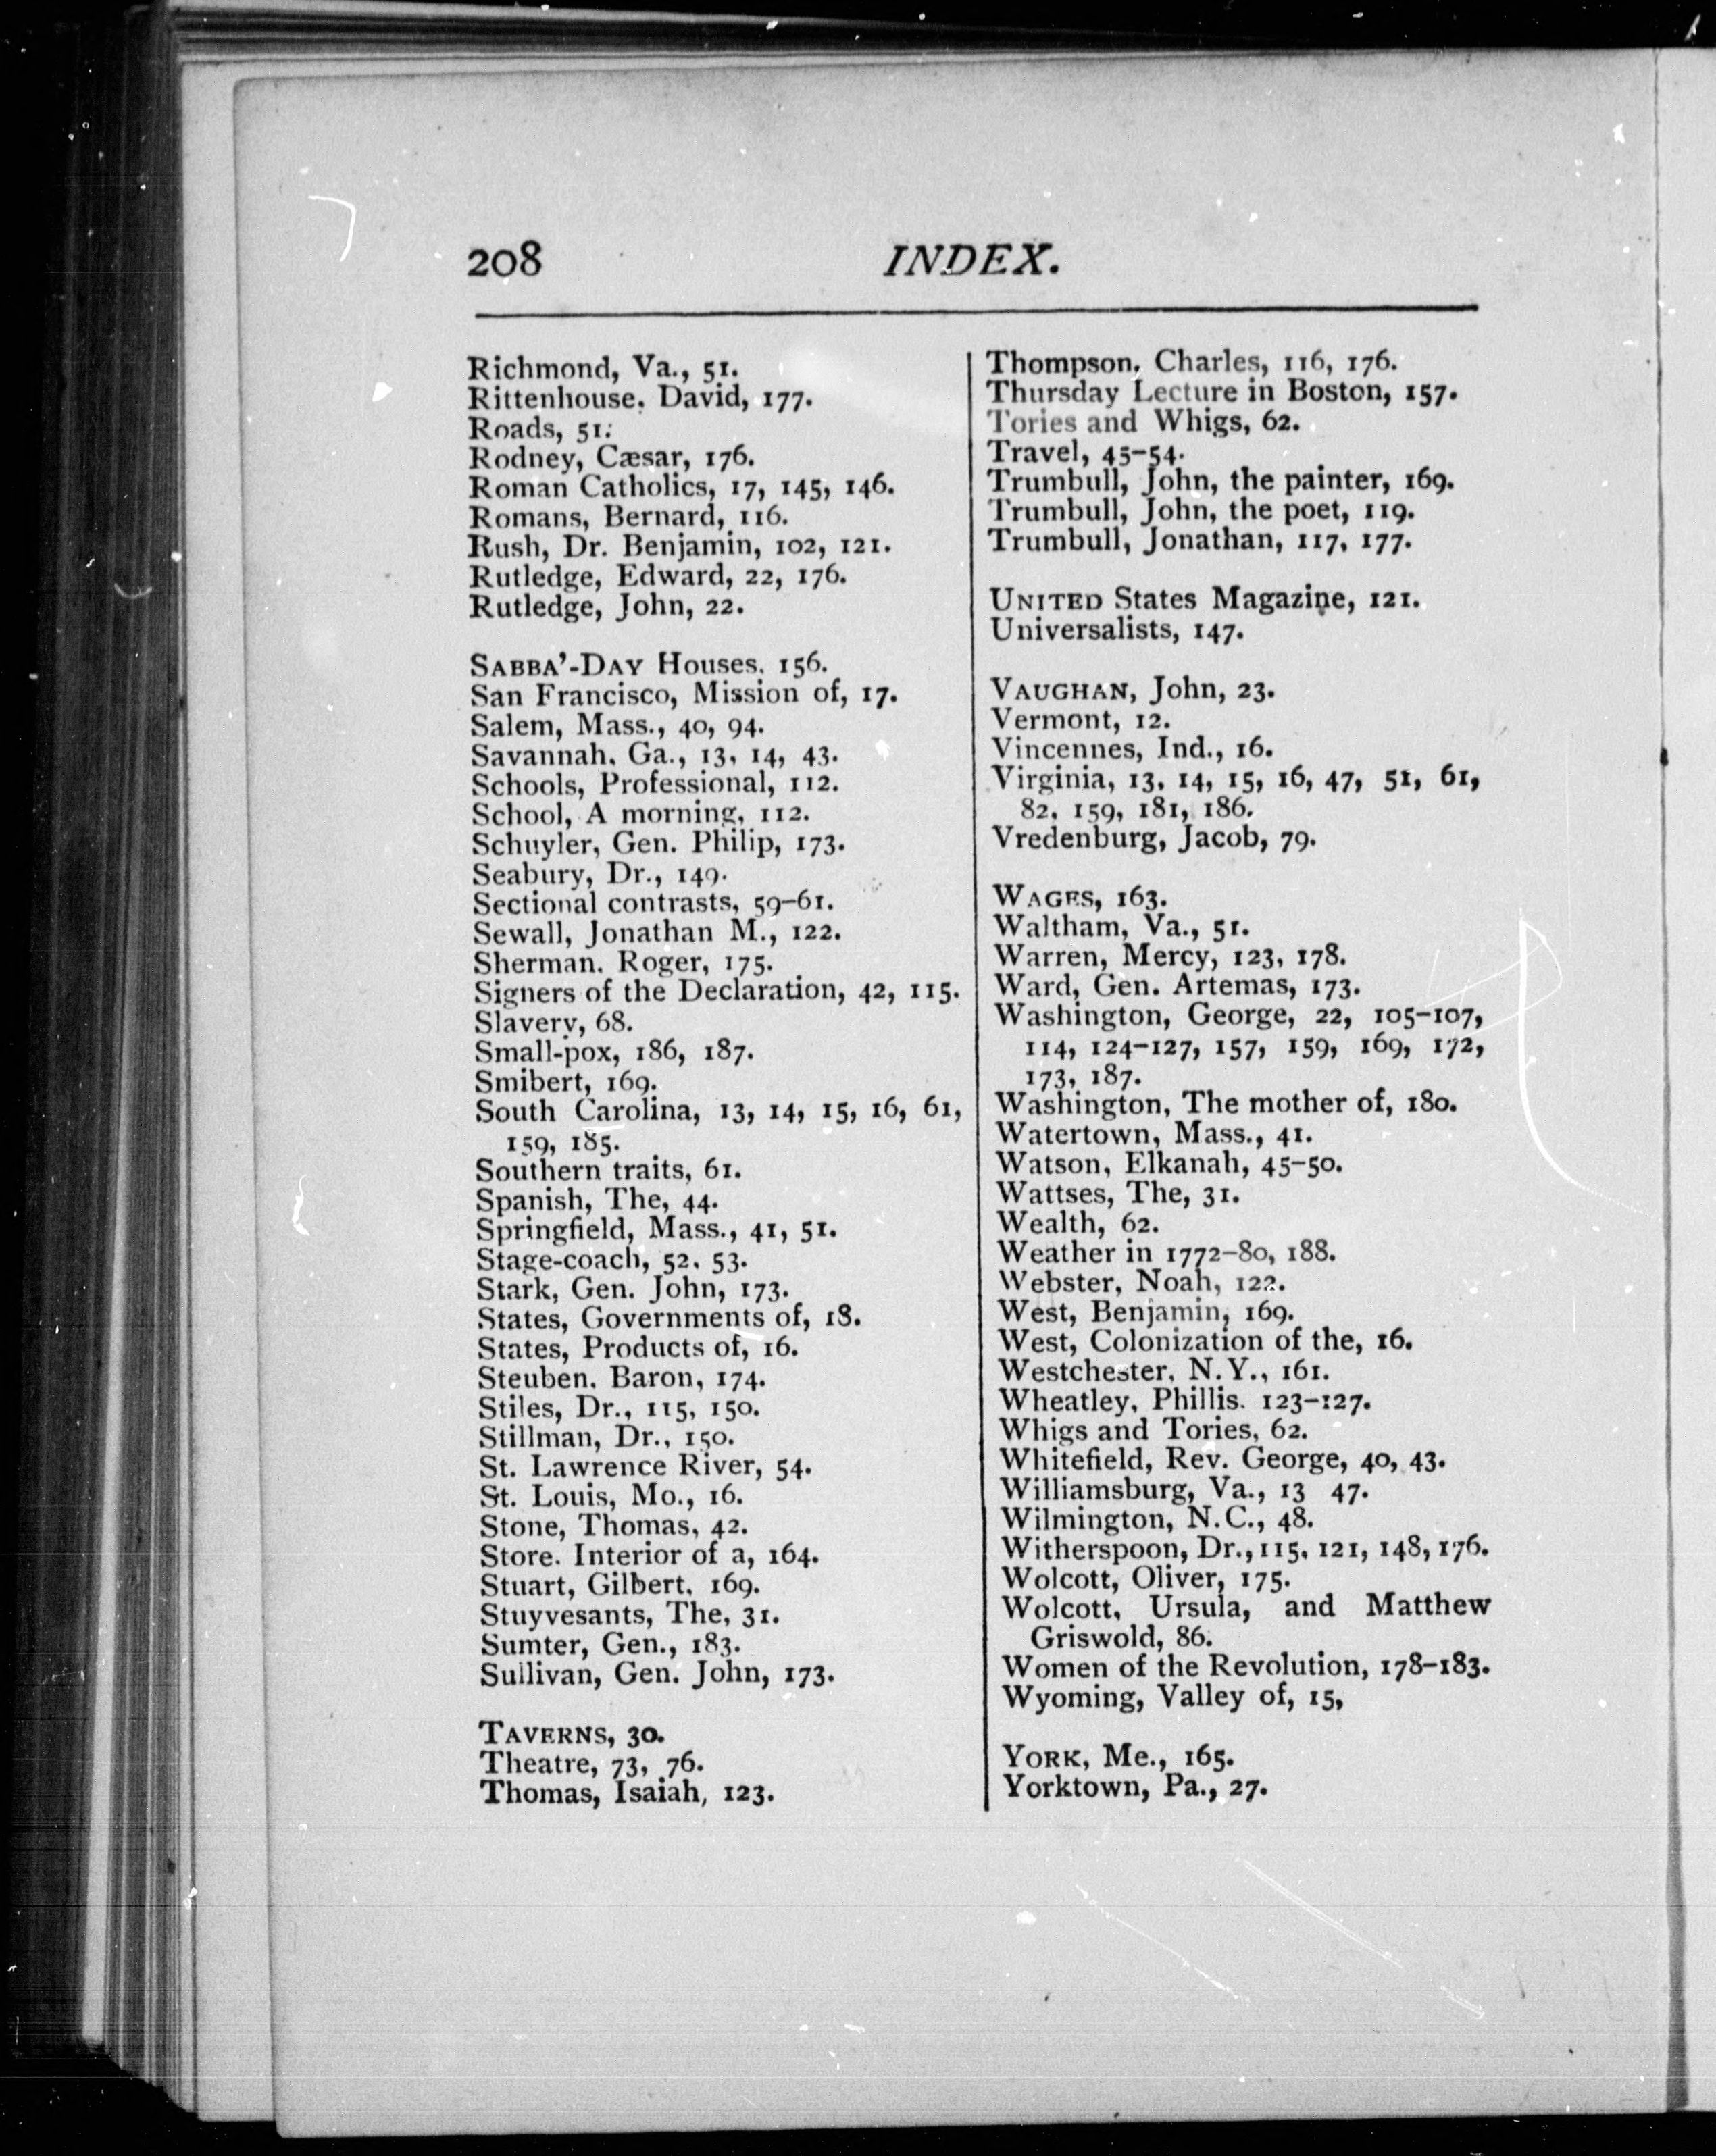 208
INDEX.
Richmond, Va., 51.
Rittenhouse, David, 177.
Roads, 51.
Rodney, Cæsar, 176.
Roman Catholics, 17, 145, 146.
Romans, Bernard, 116.
Rush, Dr. Benjamin, 102, 121.
Rutledge, Edward, 22, 176.
Rutledge, John, 22.
SABBA'-DAY Houses, 156.
San Francisco, Mission of, 17.
Salem, Mass., 40, 94.
Savannah, Ga., 13, 14, 43.
Schools, Professional, 112.
School, A morning, 112.
Schuyler, Gen. Philip, 173.
Seabury, Dr., 149.
Sectional contrasts, 59–61.
Sewall, Jonathan M., 122.
Sherman, Roger, 175.
Signers of the Declaration, 42, 115.
Slavery, 68.
Small-pox, 186, 187.
Smibert, 169.
South Carolina, 13, 14, 15, 16, 61,
159, 185.
Southern traits, 61.
Spanish, The, 44.
Springfield, Mass., 41, 51.
Stage-coach, 52, 53.
Stark, Gen. John, 173.
States, Governments of, 18.
States, Products of, 16.
Steuben, Baron, 174.
Stiles, Dr., 115, 150.
Stillman, Dr., 150.
St. Lawrence River, 54.
St. Louis, Mo., 16.
Stone, Thomas, 42.
Store, Interior of a, 164.
Stuart, Gilbert, 169.
Stuyvesants, The, 31.
Sumter, Gen., 183.
Sullivan, Gen. John, 173.
TAVERNS, 30.
Theatre, 73, 76.
Thomas, Isaiah, 123.
Thompson, Charles, 116, 176.
Thursday Lecture in Boston, 157.
Tories and Whigs, 62.
Travel, 45–54.
Trumbull, John, the painter, 169.
Trumbull, John, the poet, 119.
Trumbull, Jonathan, 117, 177.
UNITED States Magazine, 121.
Universalists, 147.
VAUGHAN, John, 23.
Vermont, 12.
Vincennes, Ind., 16.
Virginia, 13, 14, 15, 16, 47, 51, 61,
82, 159, 181, 186.
Vredenburg, Jacob, 79.
WAGES, 163.
Waltham, Va., 51.
Warren, Mercy, 123, 178.
Ward, Gen. Artemas, 173.
Washington, George, 22, 105–107,
114, 124–127, 157, 159, 169, 172,
173, 187.
Washington, The mother of, 180.
Watertown, Mass., 41.
Watson, Elkanah, 45–50.
Wattses, The, 31.
Wealth, 62.
Weather in 1772–80, 188.
Webster, Noah, 122.
West, Benjamin, 169.
West, Colonization of the, 16.
Westchester, N.Y., 161.
Wheatley, Phillis, 123–127.
Whigs and Tories, 62.
Whitefield, Rev. George, 40, 43.
Williamsburg, Va., 13 47.
Wilmington, N.C., 48.
Witherspoon, Dr., 115, 121, 148, 176.
Wolcott, Oliver, 175.
Wolcott, Ursula, and Matthew
Griswold, 86.
Women of the Revolution, 178–183.
Wyoming, Valley of, 15,
YORK, Me., 165.
Yorktown, Pa., 27.